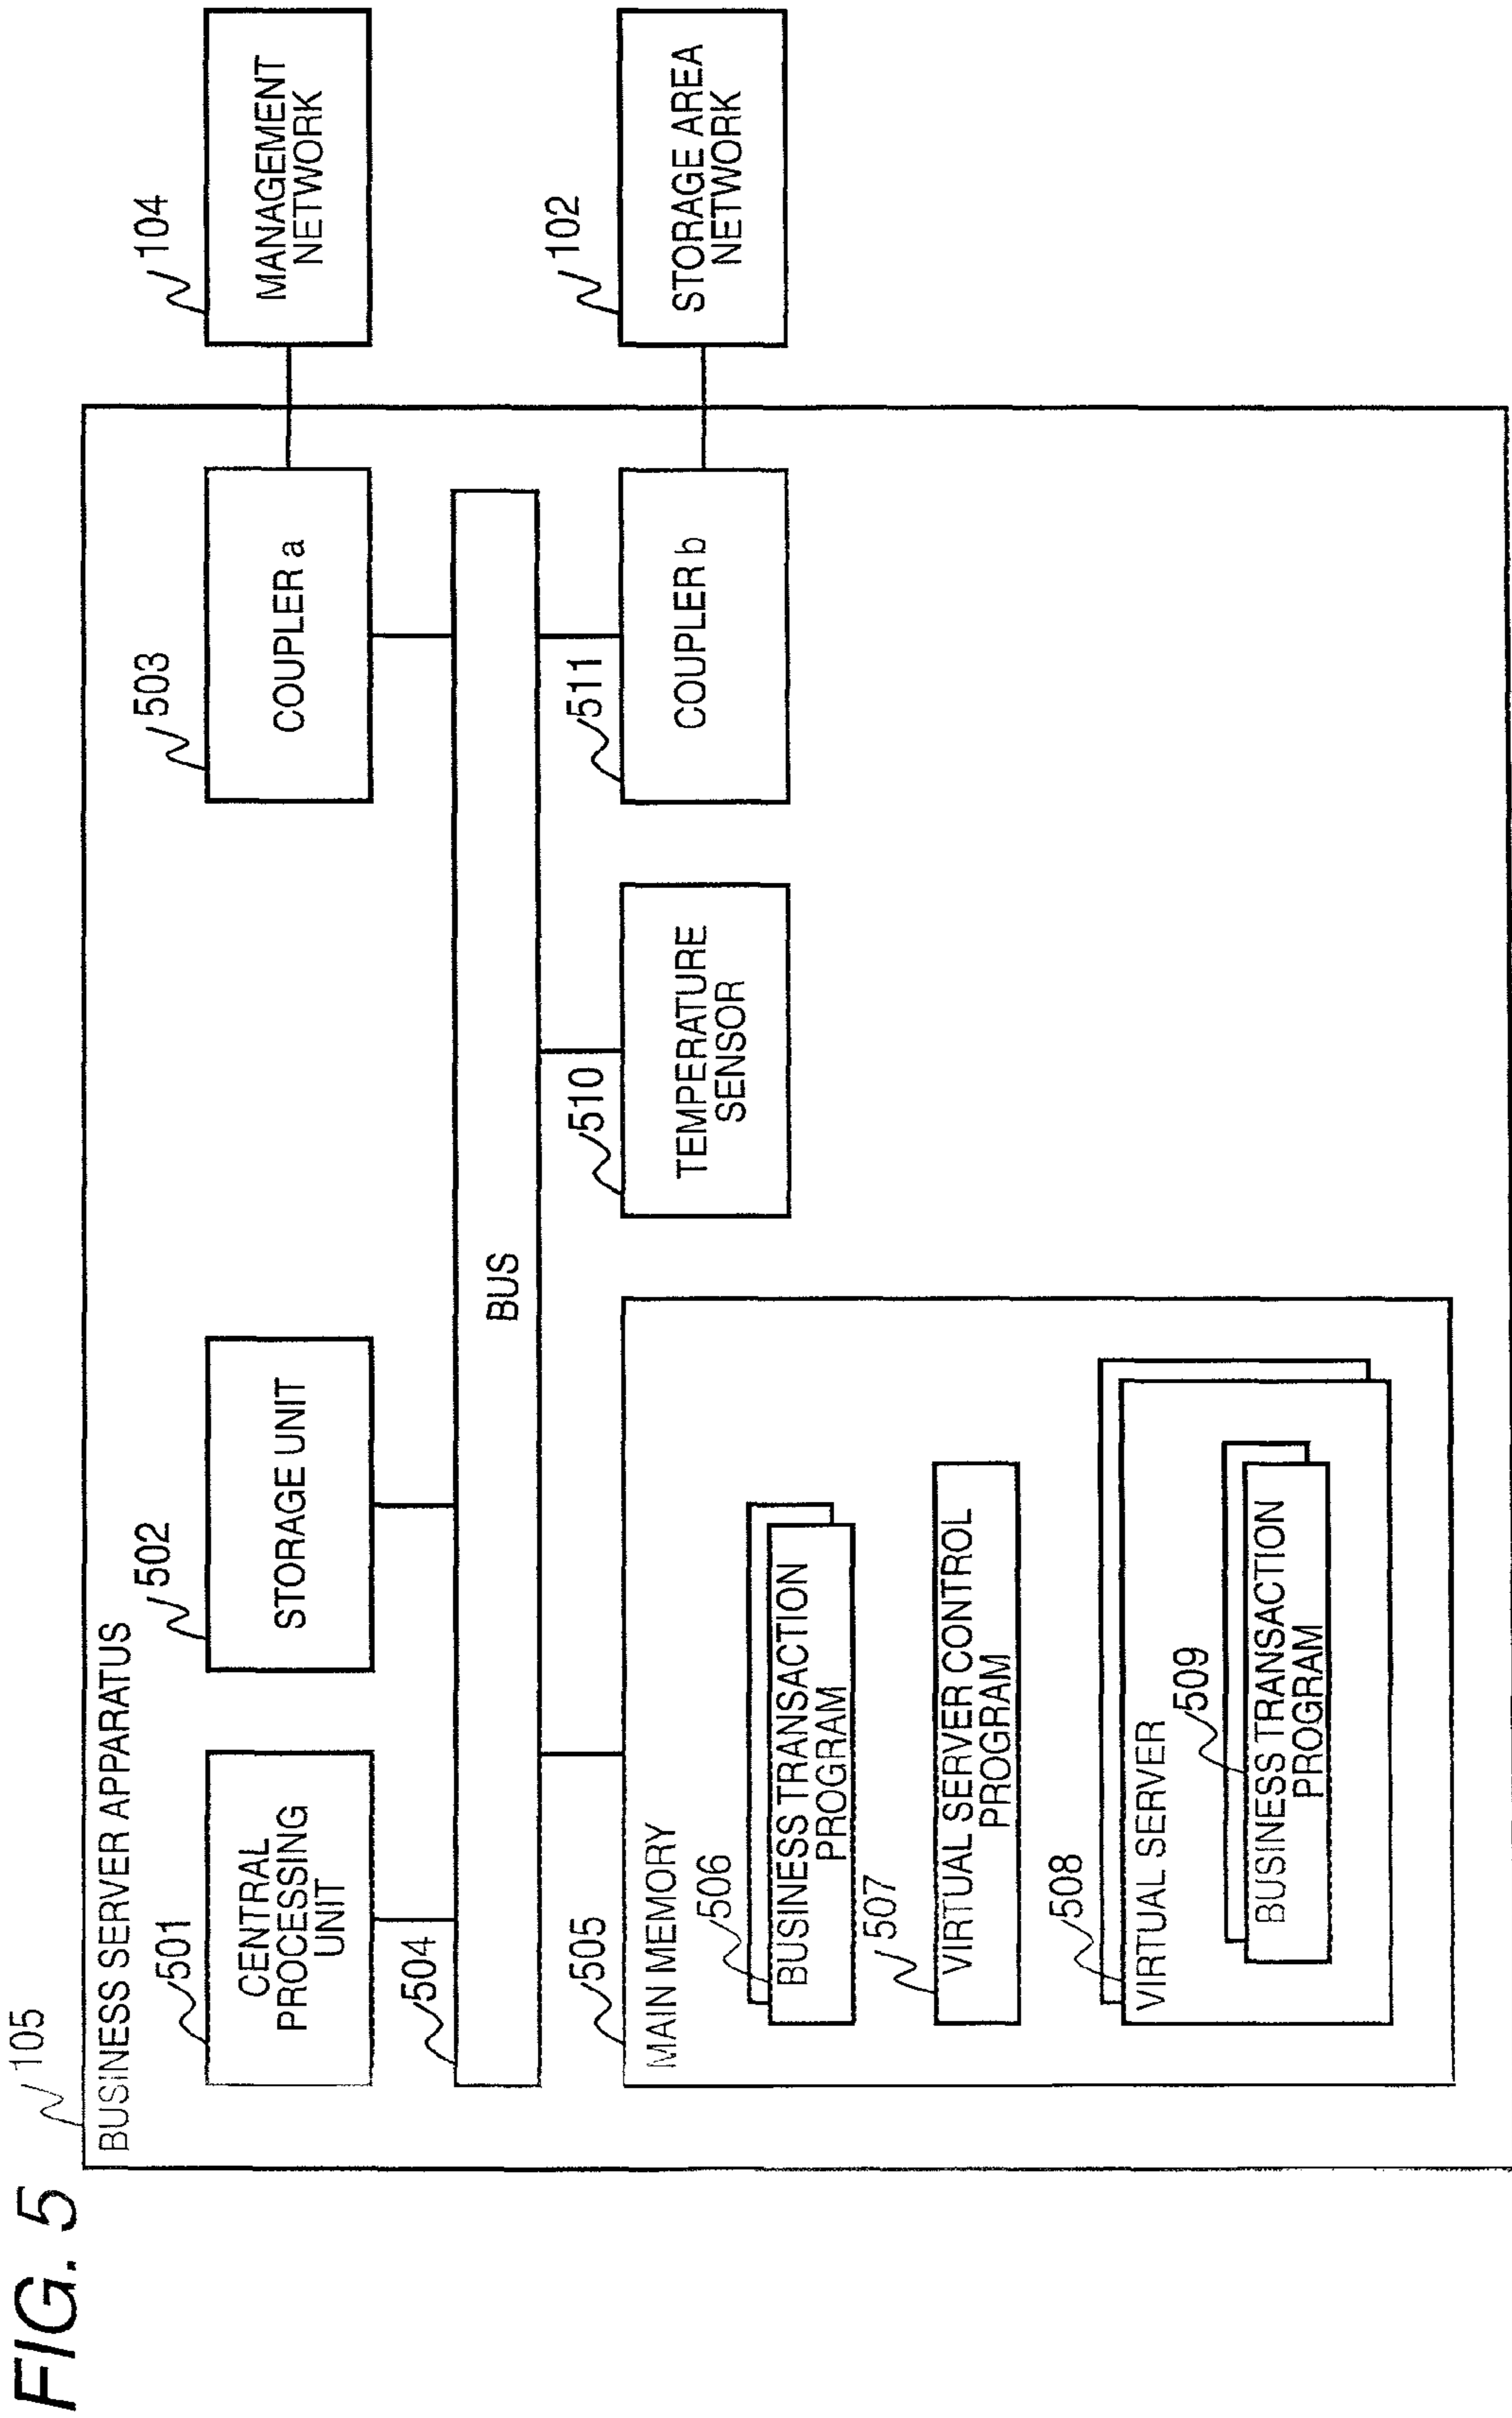 FIG. 5
105
BUSINESS SERVER APPARATUS
501
CENTRAL
PROCESSING
UNIT
502
STORAGE UNIT
503
COUPLER a
104
MANAGEMENT
NETWORK
504
BUS
505
MAIN MEMORY
506
BUSINESS TRANSACTION
PROGRAM
507
VIRTUAL SERVER CONTROL
PROGRAM
508
VIRTUAL SERVER
509
BUSINESS TRANSACTION
PROGRAM
510
TEMPERATURE
SENSOR
511
COUPLER b
102
STORAGE AREA
NETWORK